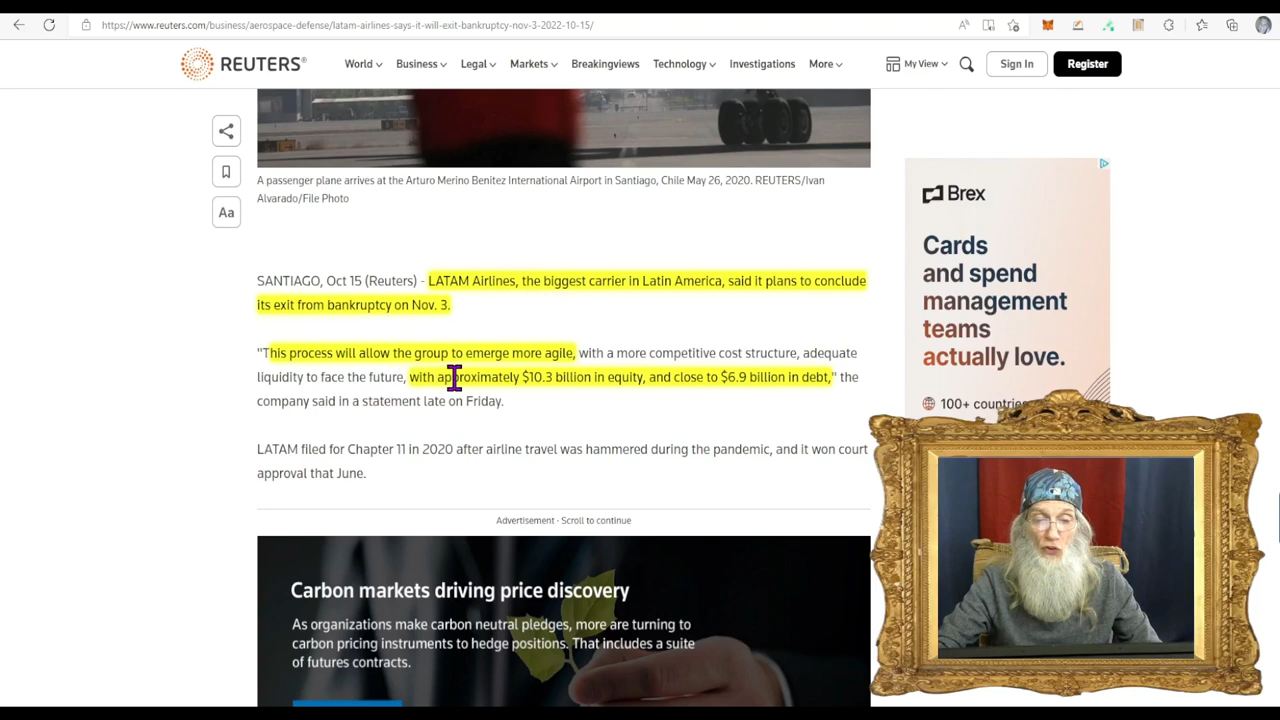 https://www.reuters.com/business/aerospace-defense/latam-airlines-says-it-will-exit-bankruptcy-nov-3-2022-10-15/
REUTERS
World Business Legal Markets Breakingviews Technology Investigations More My View Sign In Register
Aa
A passenger plane arrives at the Arturo Merino Benitez International Airport in Santiago, Chile May 26, 2020. REUTERS/Ivan
Alvarado/File Photo
SANTIAGO, Oct 15 (Reuters) - LATAM Airlines, the biggest carrier in Latin America, said it plans to conclude
its exit from bankruptcy on Nov. 3.
"This process will allow the group to emerge more agile, with a more competitive cost structure, adequate
liquidity to face the future, with approximately $10.3 billion in equity, and close to $6.9 billion in debt," the
company said in a statement late on Friday.
LATAM filed for Chapter 11 in 2020 after airline travel was hammered during the pandemic, and it won court
approval that June.
Advertisement - Scroll to continue
Carbon markets driving price discovery
As organizations make carbon neutral pledges, more are turning to
carbon pricing instruments to hedge positions. That includes a suite
of futures contracts.
Brex
Cards
and spend
management
teams
actually love.
100+ countries